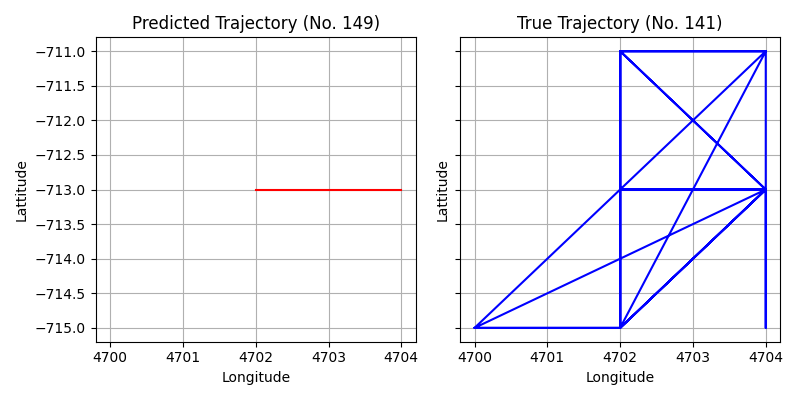 Predicted Trajectory (No. 149)
True Trajectory (No. 141)
Lattitude
−711.0
−711.5
−712.0
−712.5
−713.0
−713.5
−714.0
−714.5
−715.0
4700 4701 4702 4703 4704
Longitude
Lattitude
4700 4701 4702 4703 4704
Longitude